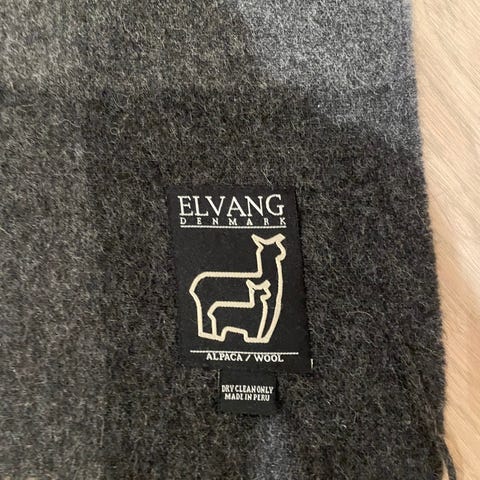 ELVANG
DENMARK
ALPACA / WOOL
DRY CLEAN ONLY
MADE IN PERU